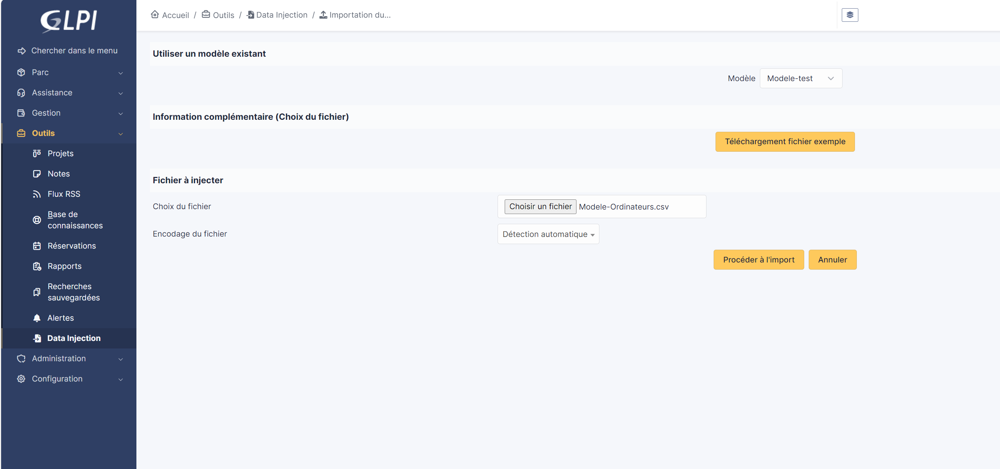 GLPI
Accueil / Outils / Data Injection / Importation du...
Chercher dans le menu
Parc
Assistance
Gestion
Outils
Projets
Notes
Flux RSS
Base de
connaissances
Réservations
Rapports
Recherches
sauvegardées
Alertes
Data Injection
Administration
Configuration
Utiliser un modèle existant
Modèle Modele-test
Information complémentaire (Choix du fichier)
Téléchargement fichier exemple
Fichier à injecter
Choix du fichier Choisir un fichier Modele-Ordinateurs.csv
Encodage du fichier Détection automatique
Procéder à l'import Annuler